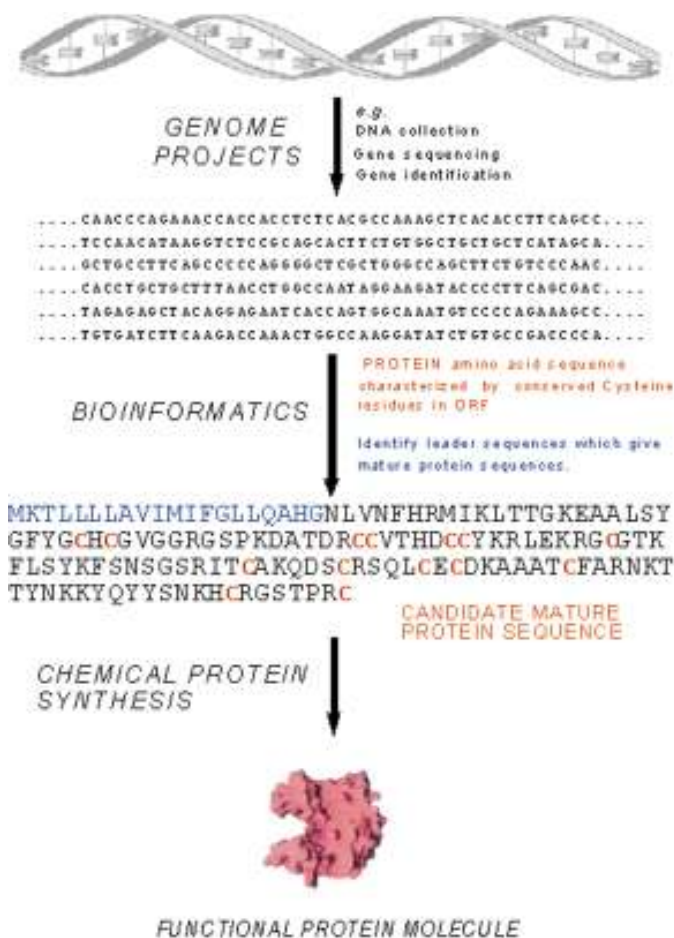 GENOME
PROJECTS
e.g.
DNA collection
Gene sequencing
Gene identification
....CAACCCAGAAACCACCACCTCTCACGCCAAAGCTCACACCTTCAGCC....
....TCCAACATAAGGTCTCCGCAGCACTTCTGTGGCTGCTGCTCATAGCA....
....GCTGCCTTCAGCCCCCAGGGGCTCGCTGGGCCAGCTTCTGTCCCAAC....
....CACCTGCTGCTTTAACCTGGCCAATAGGAAGATACCCCTTCAGCGAC....
....TAGAGAGCTACAGGAGAATCACCAGTGGCAAATGTCCCCAGAAAGCC....
....TGTGATCTTCAAGACCAAACTGGCCAAGGATATCTGTGCCGACCCCA....
BIOINFORMATICS
PROTEIN amino acid sequence
characterized by conserved Cysteine
residues in ORF
Identify leader sequences which give
mature protein sequences.
MKTLLLLAVIMIFGLLQAHGNLVNFHRMIKLTTGKEAALSY
GFYGCHCGVGGRGSPKDATDRCCVTHDCCYKRLEKRGCGTK
FLSYKFSNSGSRITCAKQDSCRSQLCECDKAAATCFARNKT
TYNKKYQYYSNKHCRGSTPRC
CANDIDATE MATURE
PROTEIN SEQUENCE
CHEMICAL PROTEIN
SYNTHESIS
FUNCTIONAL PROTEIN MOLECULE